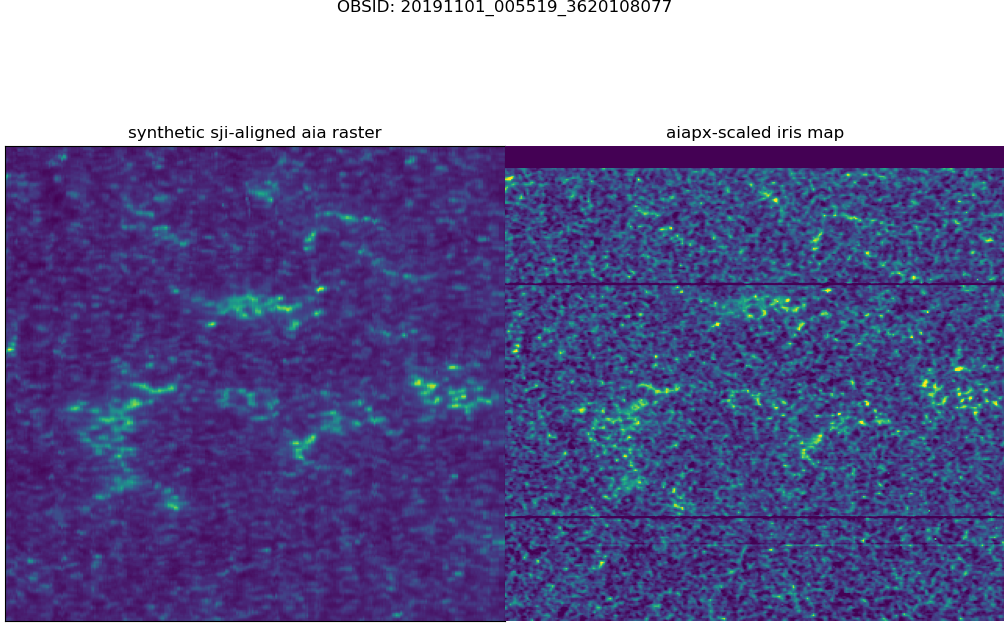 OBSID: 20191101_005519_3620108077
synthetic sji-aligned aia raster
aiapx-scaled iris map